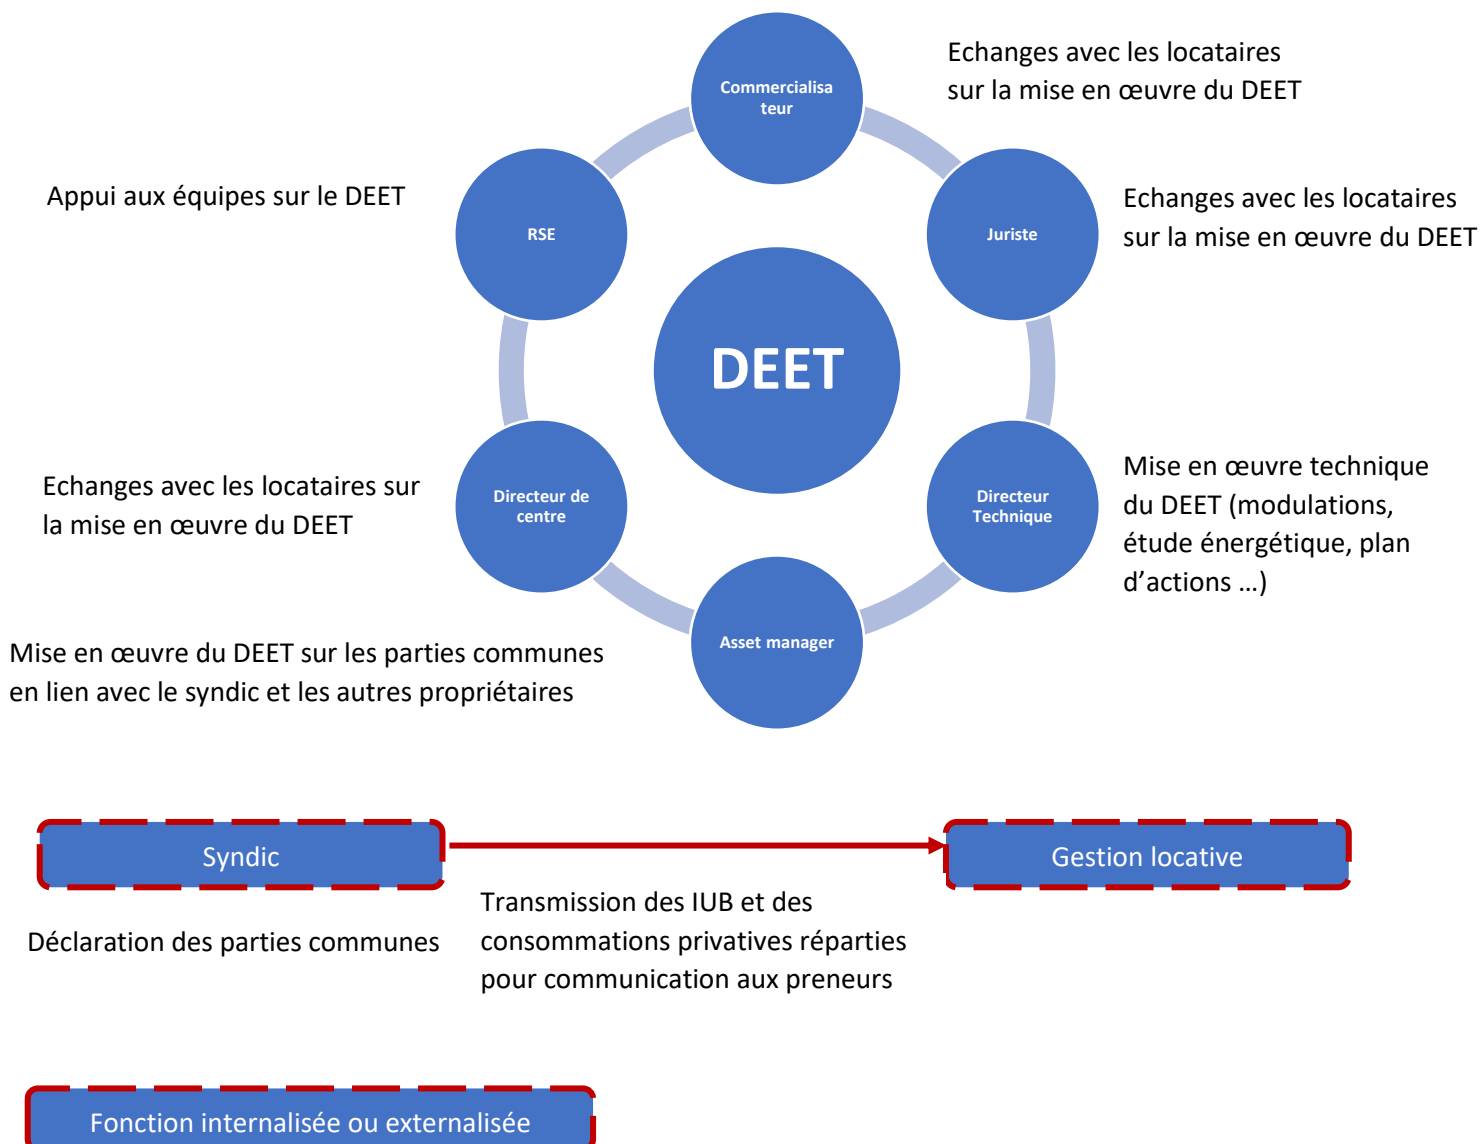 Commercialisa
teur
Echanges avec les locataires
sur la mise en œuvre du DEET
Appui aux équipes sur le DEET
RSE
Juriste
Echanges avec les locataires
sur la mise en œuvre du DEET
DEET
Echanges avec les locataires sur
la mise en œuvre du DEET
Directeur de
centre
Directeur
Technique
Mise en œuvre technique
du DEET (modulations,
étude énergétique, plan
d’actions …)
Mise en œuvre du DEET sur les parties communes
en lien avec le syndic et les autres propriétaires
Asset manager
Syndic
Gestion locative
Déclaration des parties communes
Transmission des IUB et des
consommations privatives réparties
pour communication aux preneurs
Fonction internalisée ou externalisée